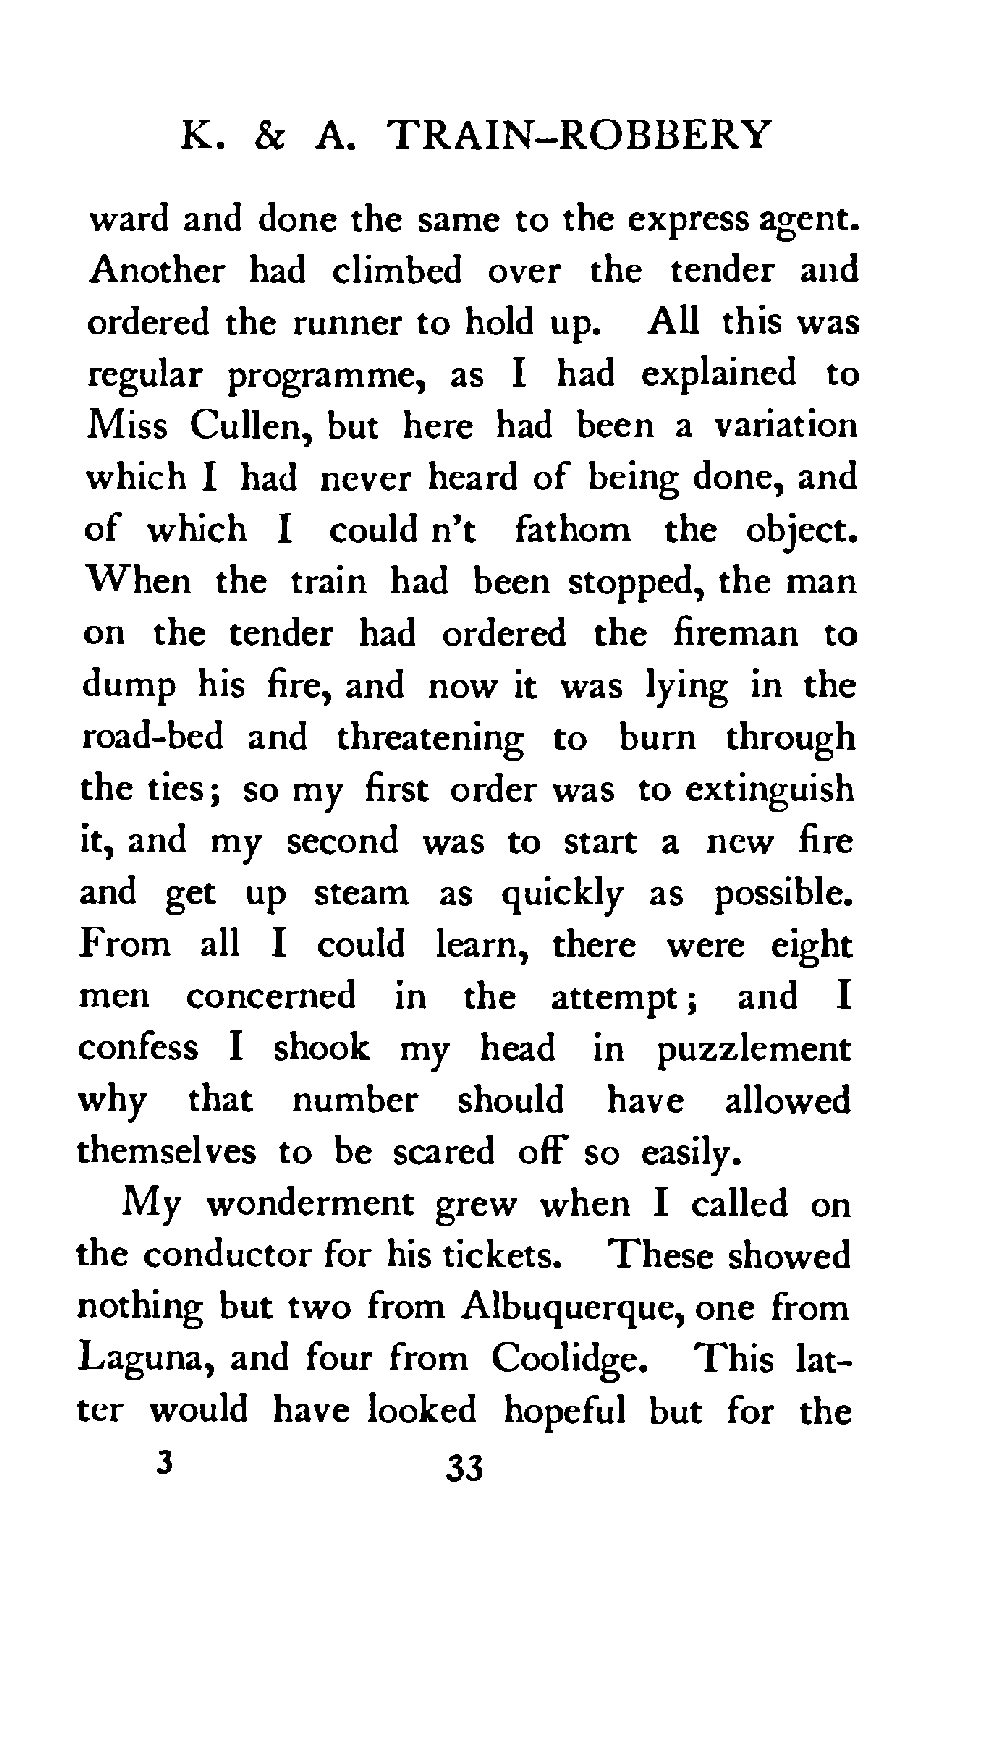 K. & A. TRAIN-ROBBERY
ward and done the same to the express agent.
Another had climbed over the tender and
ordered the runner to hold up. All this was
regular programme, as I had explained to
Miss Cullen, but here had been a variation
which I had never heard of being done, and
of which I could n't fathom the object.
When the train had been stopped, the man
on the tender had ordered the fireman to
dump his fire, and now it was lying in the
road-bed and threatening to burn through
the ties; so my first order was to extinguish
it, and my second was to start a new fire
and get up steam as quickly as possible.
From all I could learn, there were eight
men concerned in the attempt; and I
confess I shook my head in puzzlement
why that number should have allowed
themselves to be scared off so easily.
My wonderment grew when I called on
the conductor for his tickets. These showed
nothing but two from Albuquerque, one from
Laguna, and four from Coolidge. This lat-
ter would have looked hopeful but for the
3 33